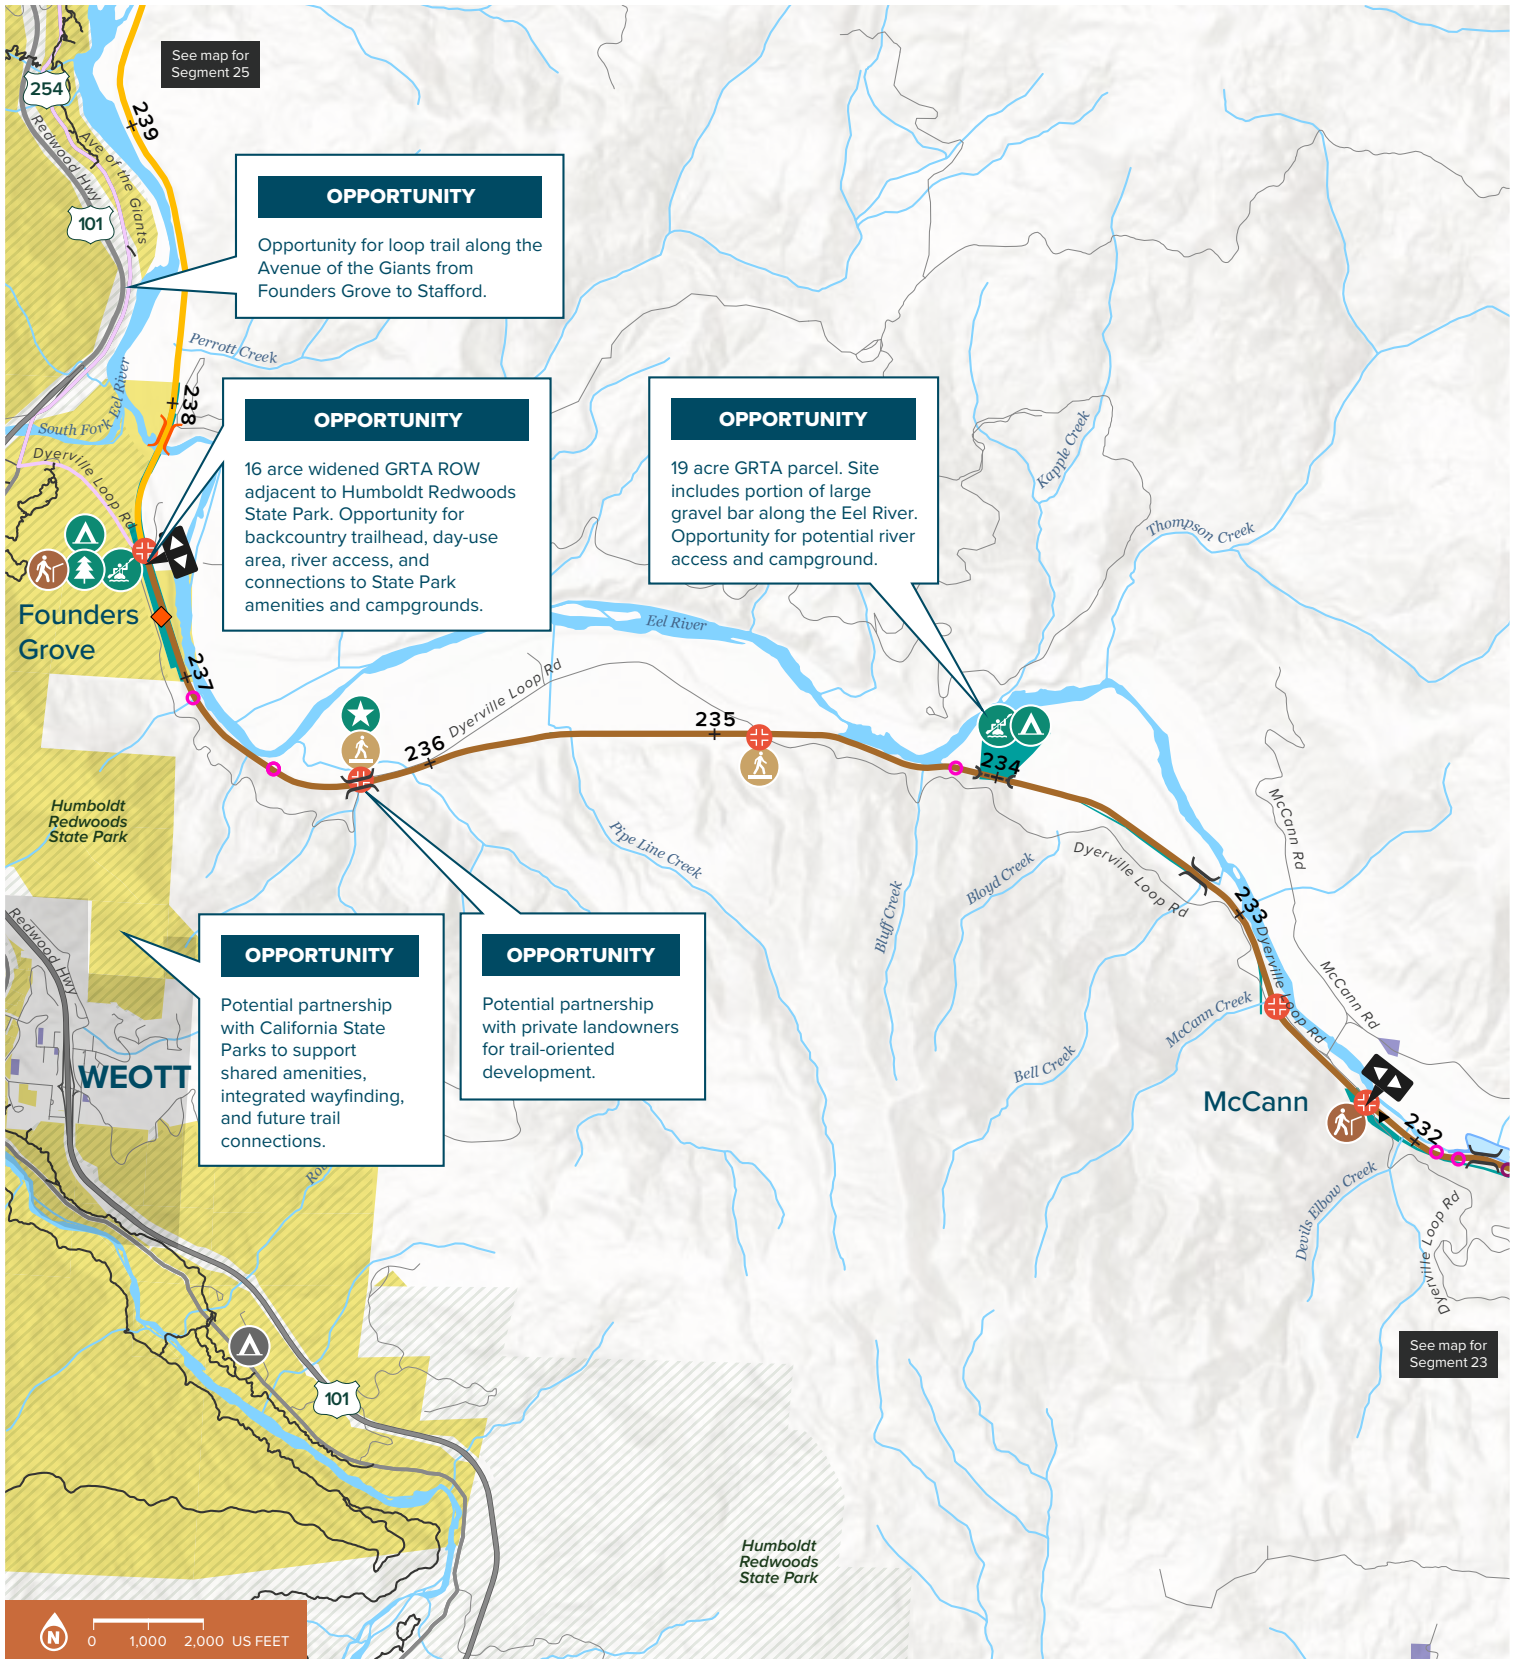 See map for
Segment 25
254
239
Redwood Hwy
Ave of the Giants
101
OPPORTUNITY
Opportunity for loop trail along the
Avenue of the Giants from
Founders Grove to Stafford.
Perrott Creek
South Fork Eel River
238
Dyerville Loop Rd
OPPORTUNITY
16 arce widened GRTA ROW
adjacent to Humboldt Redwoods
State Park. Opportunity for
backcountry trailhead, day-use
area, river access, and
connections to State Park
amenities and campgrounds.
OPPORTUNITY
19 acre GRTA parcel. Site
includes portion of large
gravel bar along the Eel River.
Opportunity for potential river
access and campground.
Kapple Creek
Thompson Creek
Founders
Grove
Eel River
237
Dyerville Loop Rd
236
235
234
Humboldt
Redwoods
State Park
Pipe Line Creek
Bluff Creek
Bloyd Creek
Dyerville Loop Rd
McCann Rd
233
Dyerville Loop Rd
McCann Rd
McCann Creek
Bell Creek
Redwood Hwy
WEOTT
OPPORTUNITY
Potential partnership
with California State
Parks to support
shared amenities,
integrated wayfinding,
and future trail
connections.
OPPORTUNITY
Potential partnership
with private landowners
for trail-oriented
development.
McCann
232
Devils Elbow Creek
Dyerville Loop Rd
101
See map for
Segment 23
Humboldt
Redwoods
State Park
N
0 1,000 2,000 US FEET